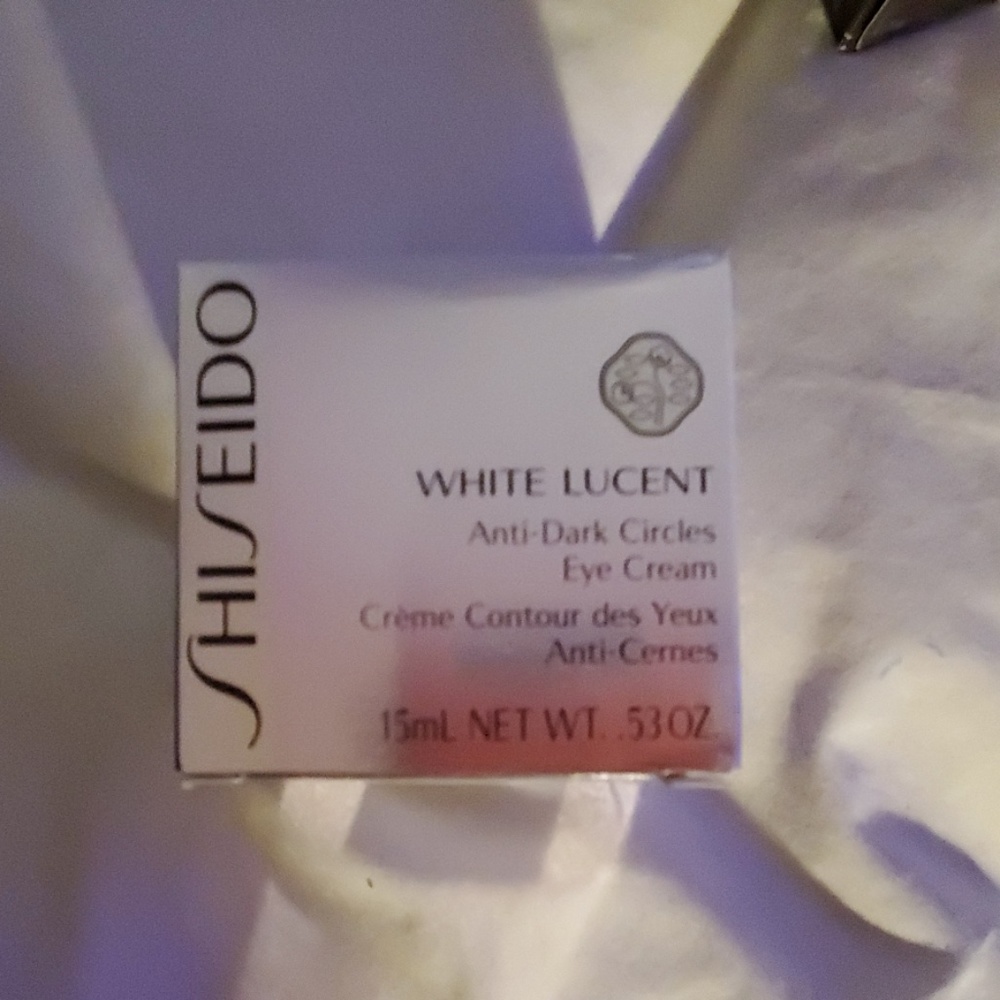 SHISEIDO
WHITE LUCENT
Anti-Dark Circles
Eye Cream
Crème Contour des Yeux
Anti-Cernes
15mL NET WT. .53 OZ.